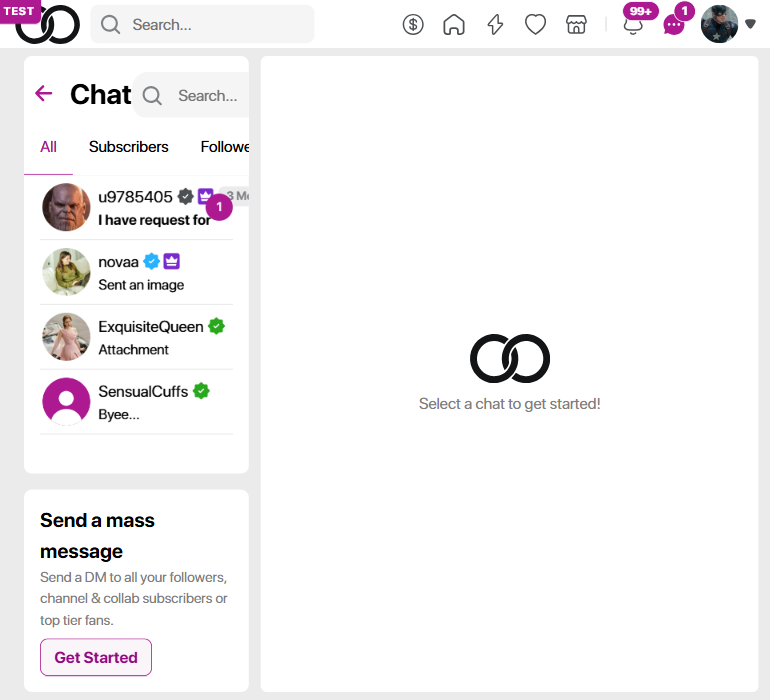 TEST
Search...
99+
1
Chat
Search...
All
Subscribers
Followe
u9785405
3 Mo
I have request for
1
novaa
Sent an image
ExquisiteQueen
Attachment
SensualCuffs
Byee...
Select a chat to get started!
Send a mass
message
Send a DM to all your followers,
channel & collab subscribers or
top tier fans.
Get Started